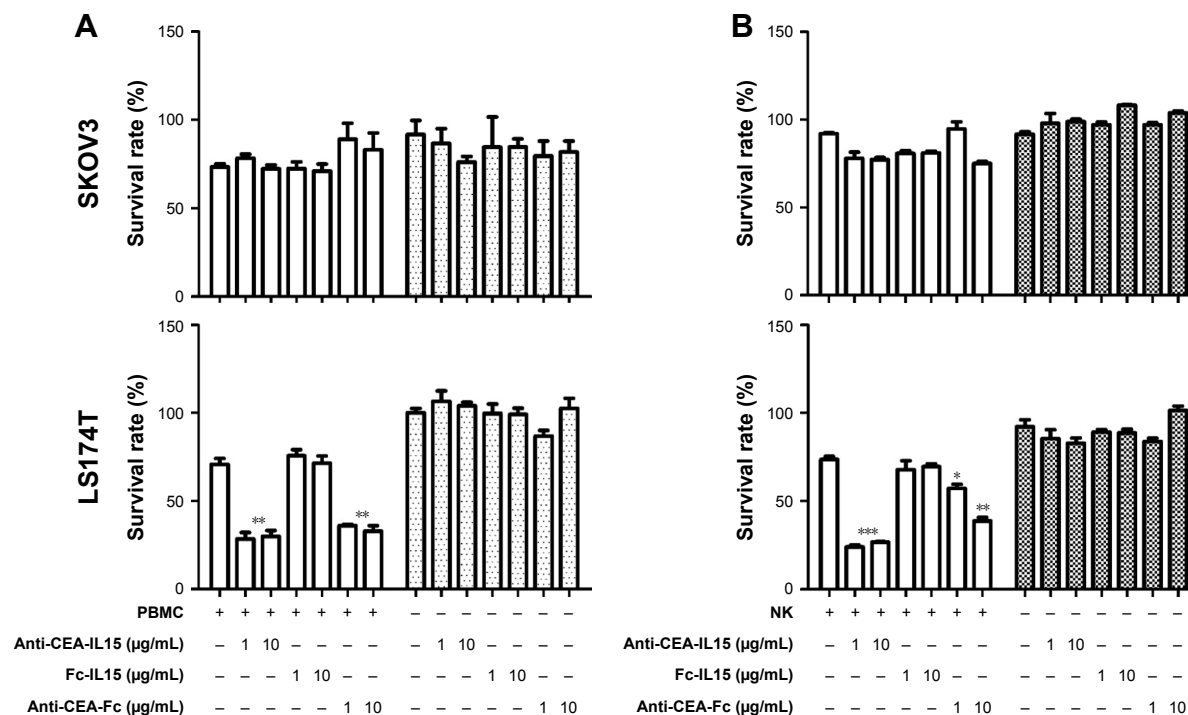 A
B
SKOV3
Survival rate (%)
150
100
50
0
Survival rate (%)
150
100
50
0
LS174T
Survival rate (%)
150
100
50
0
** **
Survival rate (%)
150
100
50
0
*** * **
PBMC + + + + + + + – – – – – – –
Anti-CEA-IL15 (µg/mL) – 1 10 – – – – – 1 10 – – – –
Fc-IL15 (µg/mL) – – – 1 10 – – – – – 1 10 – –
Anti-CEA-Fc (µg/mL) – – – – – 1 10 – – – – – 1 10
NK + + + + + + + – – – – – – –
Anti-CEA-IL15 (µg/mL) – 1 10 – – – – – 1 10 – – – –
Fc-IL15 (µg/mL) – – – 1 10 – – – – – 1 10 – –
Anti-CEA-Fc (µg/mL) – – – – – 1 10 – – – – – 1 10